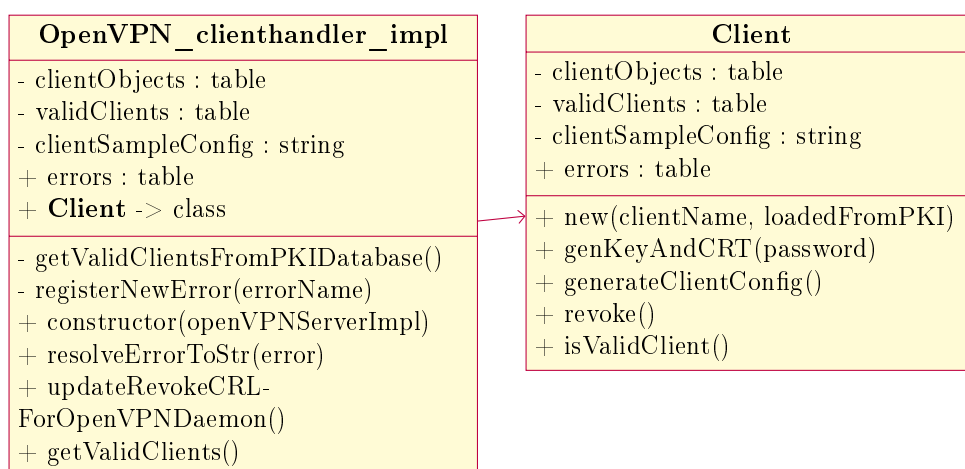 OpenVPN_clienthandler_impl
- clientObjects : table
- validClients : table
- clientSampleConfig : string
+ errors : table
+ Client -> class
- getValidClientsFromPKIDatabase()
- registerNewError(errorName)
+ constructor(openVPNServerImpl)
+ resolveErrorToStr(error)
+ updateRevokeCRL-
ForOpenVPNDaemon()
+ getValidClients()
Client
- clientObjects : table
- validClients : table
- clientSampleConfig : string
+ errors : table
+ new(clientName, loadedFromPKI)
+ genKeyAndCRT(password)
+ generateClientConfig()
+ revoke()
+ isValidClient()